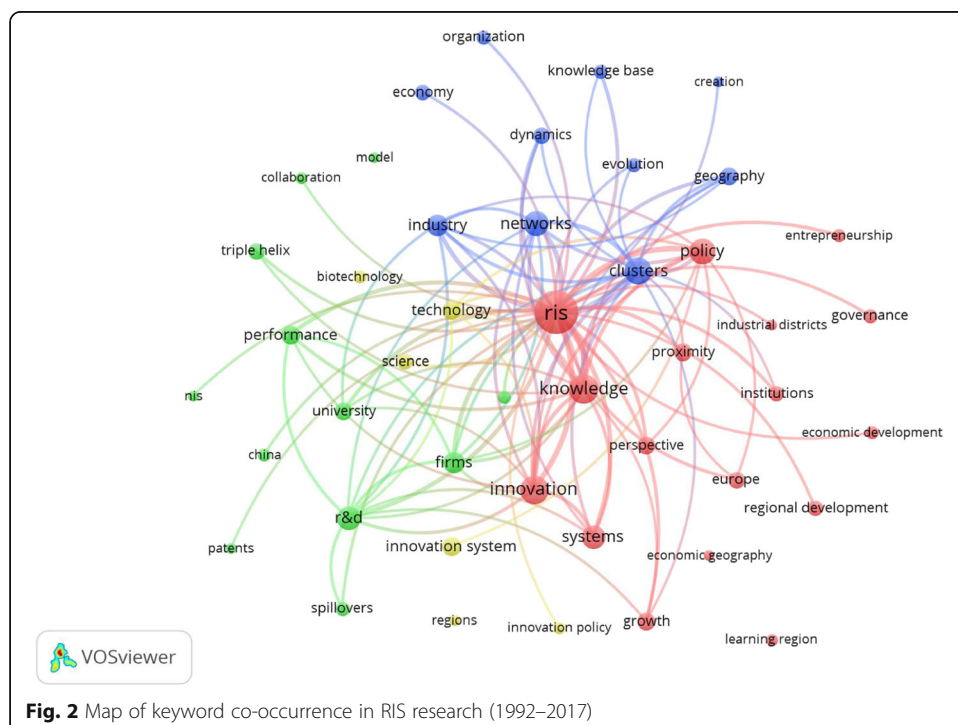 organization
knowledge base
creation
economy
dynamics
model
evolution
collaboration
geography
industry
networks
entrepreneurship
triple helix
policy
biotechnology
clusters
technology
ris
governance
industrial districts
performance
proximity
science
nis
knowledge
institutions
university
economic development
china
perspective
firms
europe
innovation
regional development
r&d
systems
patents
innovation system
economic geography
spillovers
regions
innovation policy
growth
learning region
VOSviewer
Fig. 2 Map of keyword co-occurrence in RIS research (1992–2017)